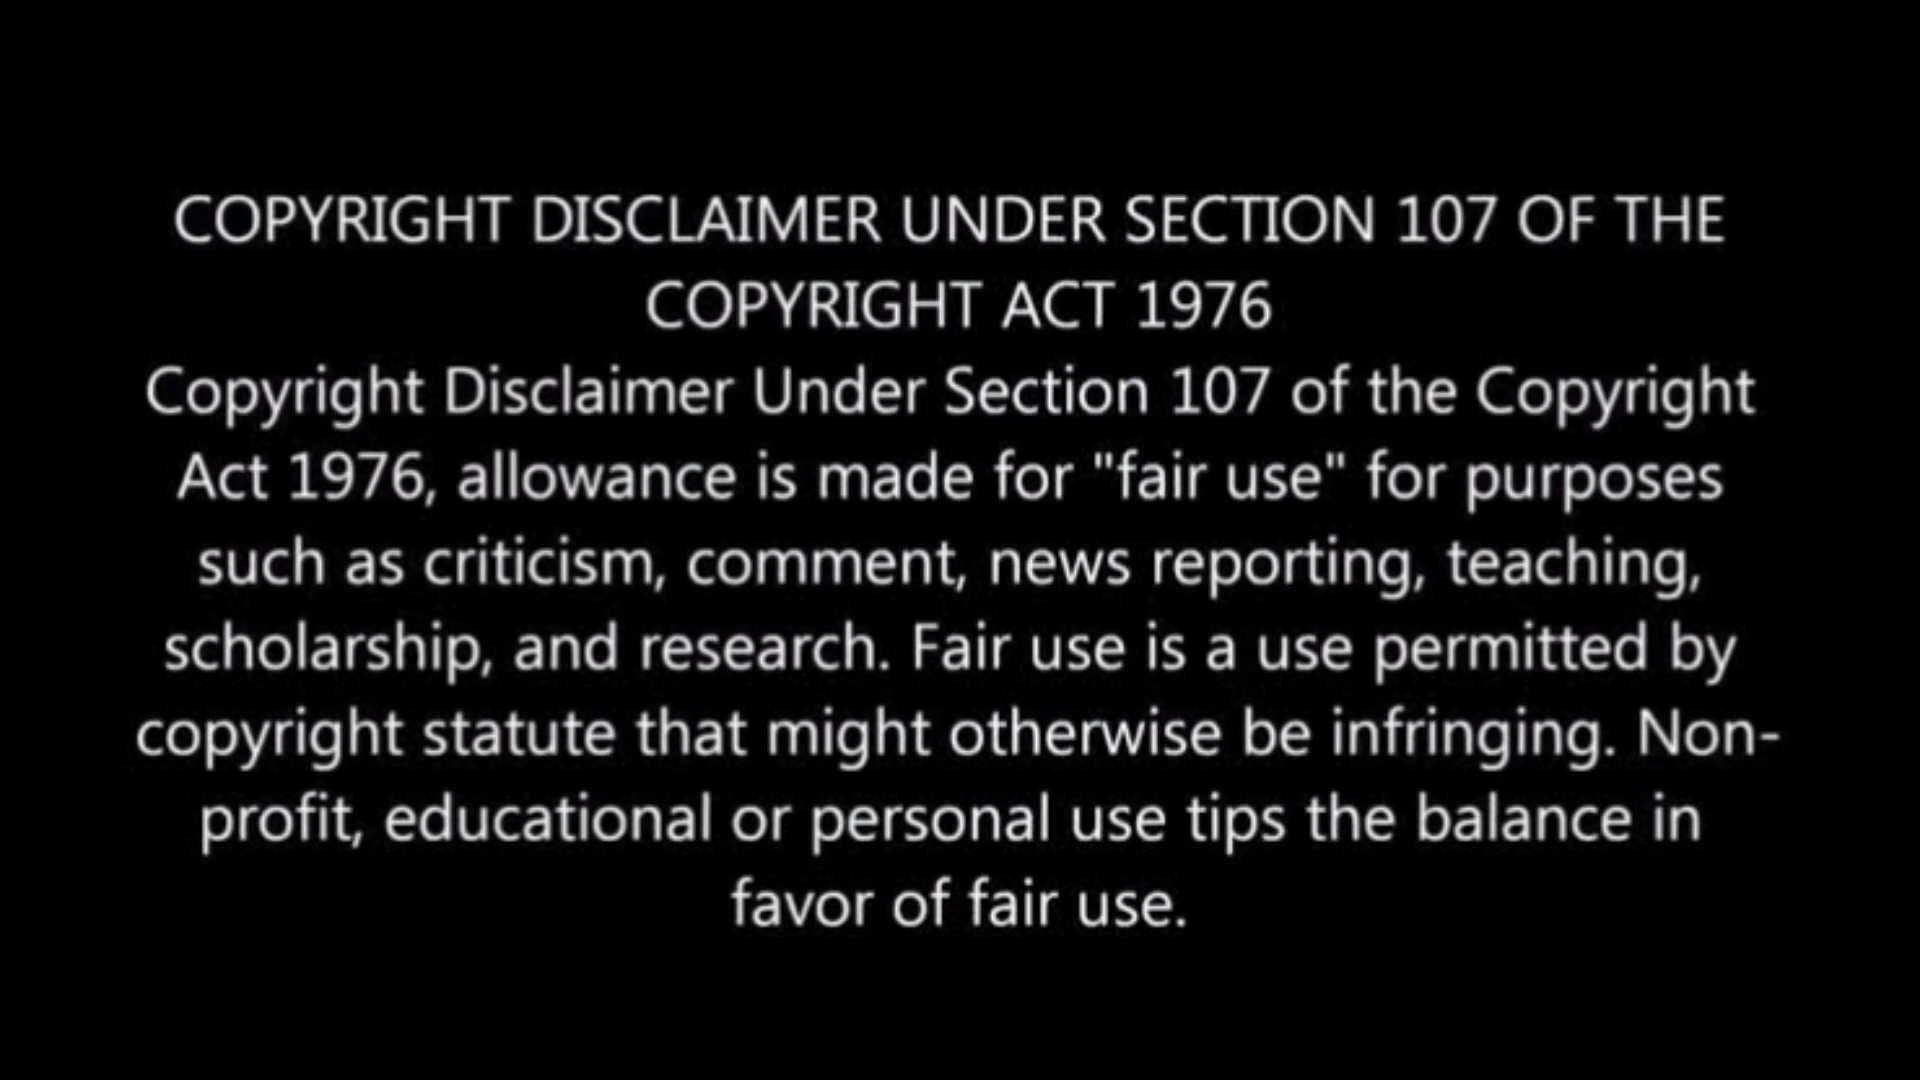 COPYRIGHT DISCLAIMER UNDER SECTION 107 OF THE
COPYRIGHT ACT 1976
Copyright Disclaimer Under Section 107 of the Copyright
Act 1976, allowance is made for "fair use" for purposes
such as criticism, comment, news reporting, teaching,
scholarship, and research. Fair use is a use permitted by
copyright statute that might otherwise be infringing. Non-
profit, educational or personal use tips the balance in
favor of fair use.